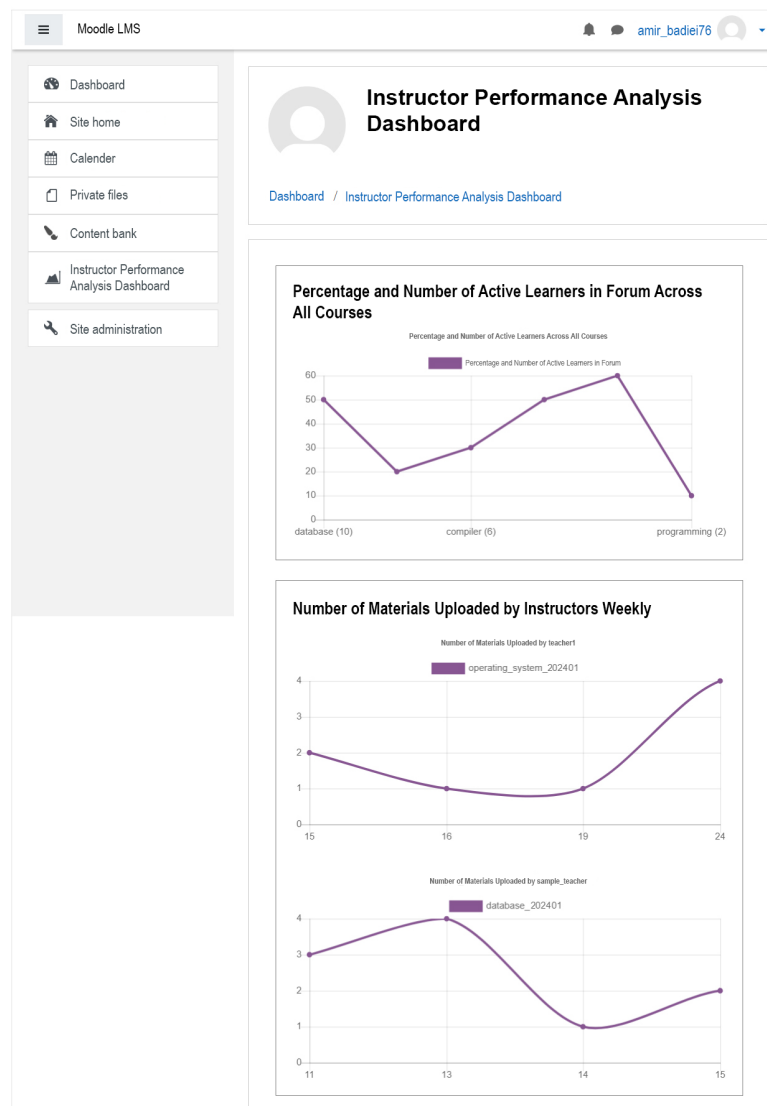 Moodle LMS
amir_badiei76
Dashboard
Site home
Calender
Private files
Content bank
Instructor Performance
Analysis Dashboard
Site administration
Instructor Performance Analysis
Dashboard
Dashboard / Instructor Performance Analysis Dashboard
Percentage and Number of Active Learners in Forum Across
All Courses
Percentage and Number of Active Learners Across All Courses
Percentage and Number of Active Learners in Forum
60
50
40
30
20
10
0
database (10)
compiler (6)
programming (2)
Number of Materials Uploaded by Instructors Weekly
Number of Materials Uploaded by teacher1
operating_system_202401
4
3
2
1
0
15
16
19
24
Number of Materials Uploaded by sample_teacher
database_202401
4
3
2
1
0
11
13
14
15